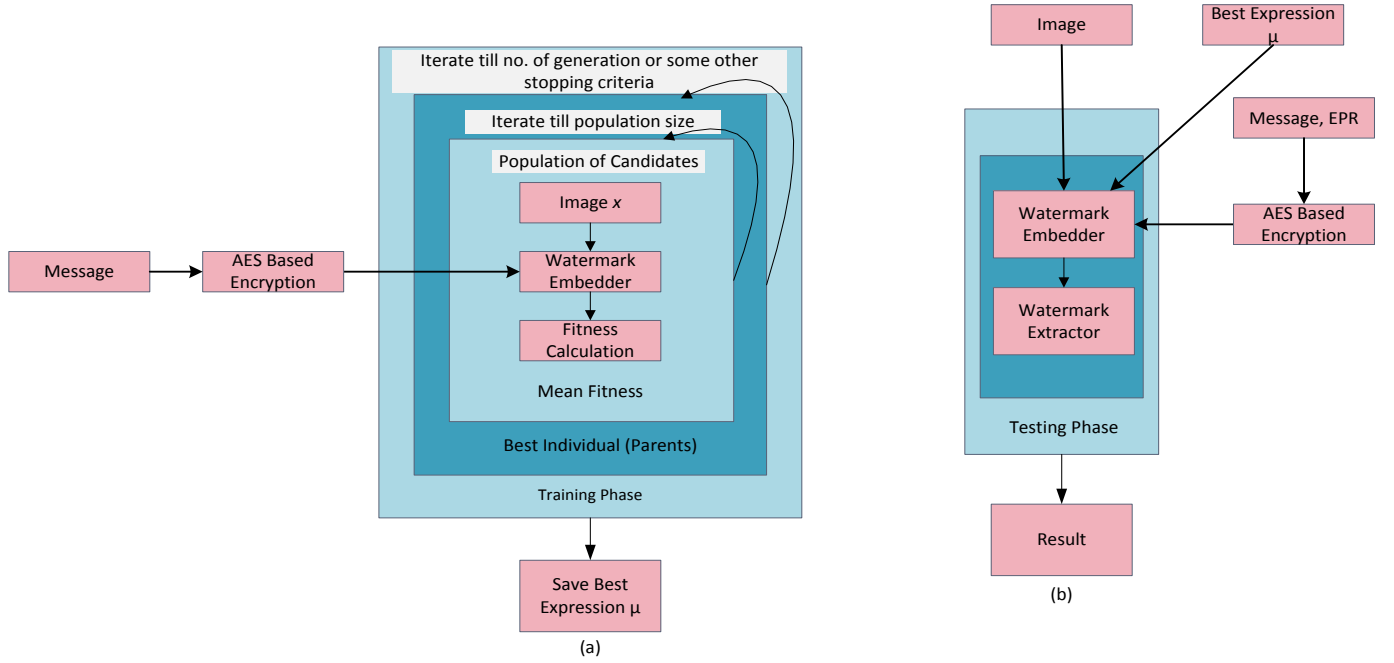 Iterate till no. of generation or some other
stopping criteria
Iterate till population size
Population of Candidates
Image x
Message
AES Based
Encryption
Watermark
Embedder
Fitness
Calculation
Mean Fitness
Best Individual (Parents)
Training Phase
Save Best
Expression μ
(a)
Image
Best Expression
μ
Message, EPR
AES Based
Encryption
Watermark
Embedder
Watermark
Extractor
Testing Phase
Result
(b)